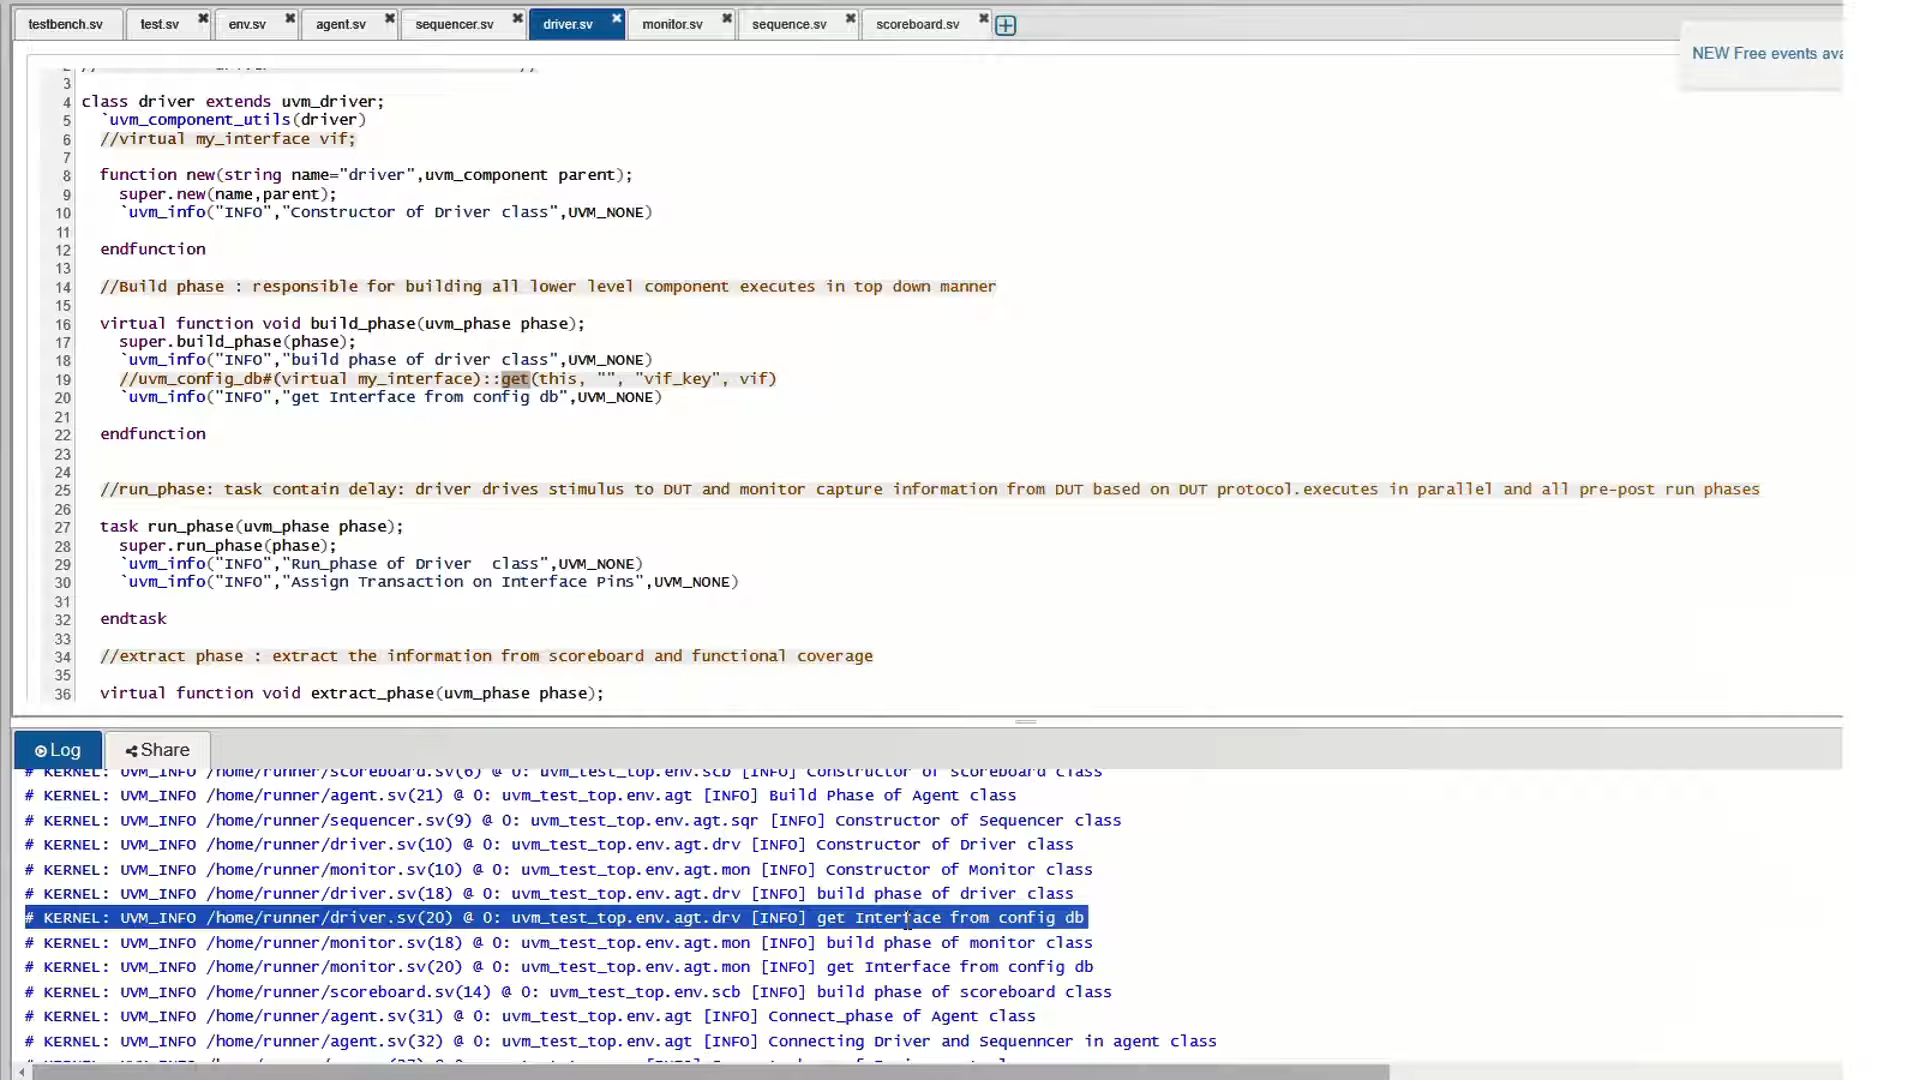 testbench.sv test.sv env.sv agent.sv sequencer.sv driver.sv monitor.sv sequence.sv scoreboard.sv
NEW Free events ava
3
4 class driver extends uvm_driver;
5 `uvm_component_utils(driver)
6 //virtual my_interface vif;
7
8 function new(string name="driver",uvm_component parent);
9 super.new(name,parent);
10 `uvm_info("INFO","Constructor of Driver class",UVM_NONE)
11
12 endfunction
13
14 //Build phase : responsible for building all lower level component executes in top down manner
15
16 virtual function void build_phase(uvm_phase phase);
17 super.build_phase(phase);
18 `uvm_info("INFO","build phase of driver class",UVM_NONE)
19 //uvm_config_db#(virtual my_interface)::get(this, "", "vif_key", vif)
20 `uvm_info("INFO","get Interface from config db",UVM_NONE)
21
22 endfunction
23
24
25 //run_phase: task contain delay: driver drives stimulus to DUT and monitor capture information from DUT based on DUT protocol.executes in parallel and all pre-post run phases
26
27 task run_phase(uvm_phase phase);
28 super.run_phase(phase);
29 `uvm_info("INFO","Run_phase of Driver  class",UVM_NONE)
30 `uvm_info("INFO","Assign Transaction on Interface Pins",UVM_NONE)
31
32 endtask
33
34 //extract phase : extract the information from scoreboard and functional coverage
35
36 virtual function void extract_phase(uvm_phase phase);
Log Share
# KERNEL: UVM_INFO /home/runner/scoreboard.sv(6) @ 0: uvm_test_top.env.scb [INFO] Constructor of scoreboard class
# KERNEL: UVM_INFO /home/runner/agent.sv(21) @ 0: uvm_test_top.env.agt [INFO] Build Phase of Agent class
# KERNEL: UVM_INFO /home/runner/sequencer.sv(9) @ 0: uvm_test_top.env.agt.sqr [INFO] Constructor of Sequencer class
# KERNEL: UVM_INFO /home/runner/driver.sv(10) @ 0: uvm_test_top.env.agt.drv [INFO] Constructor of Driver class
# KERNEL: UVM_INFO /home/runner/monitor.sv(10) @ 0: uvm_test_top.env.agt.mon [INFO] Constructor of Monitor class
# KERNEL: UVM_INFO /home/runner/driver.sv(18) @ 0: uvm_test_top.env.agt.drv [INFO] build phase of driver class
# KERNEL: UVM_INFO /home/runner/driver.sv(20) @ 0: uvm_test_top.env.agt.drv [INFO] get Interface from config db
# KERNEL: UVM_INFO /home/runner/monitor.sv(18) @ 0: uvm_test_top.env.agt.mon [INFO] build phase of monitor class
# KERNEL: UVM_INFO /home/runner/monitor.sv(20) @ 0: uvm_test_top.env.agt.mon [INFO] get Interface from config db
# KERNEL: UVM_INFO /home/runner/scoreboard.sv(14) @ 0: uvm_test_top.env.scb [INFO] build phase of scoreboard class
# KERNEL: UVM_INFO /home/runner/agent.sv(31) @ 0: uvm_test_top.env.agt [INFO] Connect_phase of Agent class
# KERNEL: UVM_INFO /home/runner/agent.sv(32) @ 0: uvm_test_top.env.agt [INFO] Connecting Driver and Sequenncer in agent class